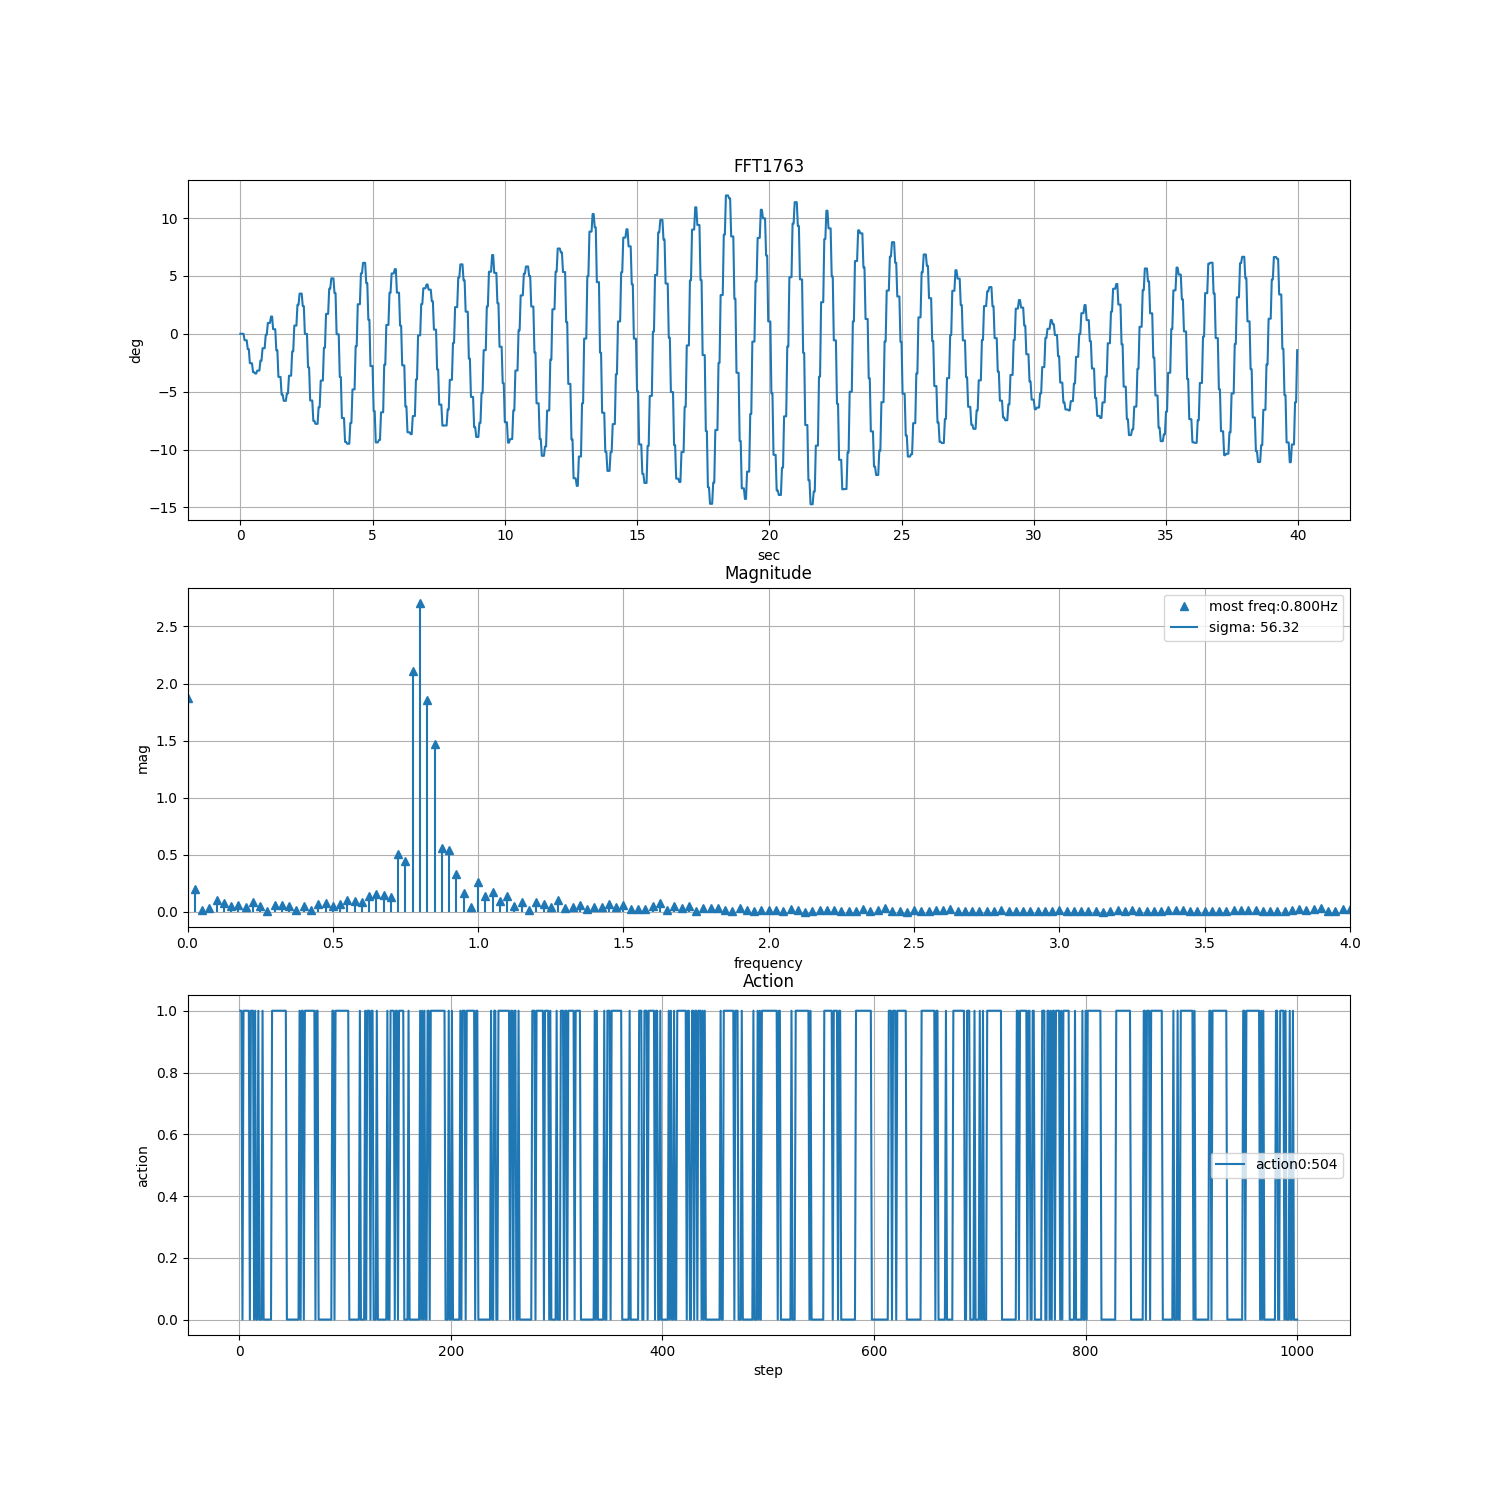 FFT1763
10
5
0
−5
−10
−15
deg
0 5 10 15 20 25 30 35 40
sec
Magnitude
most freq:0.800Hz
sigma: 56.32
2.5
2.0
1.5
1.0
0.5
0.0
mag
0.0 0.5 1.0 1.5 2.0 2.5 3.0 3.5 4.0
frequency
Action
1.0
0.8
0.6
0.4
0.2
0.0
action
action0:504
0 200 400 600 800 1000
step